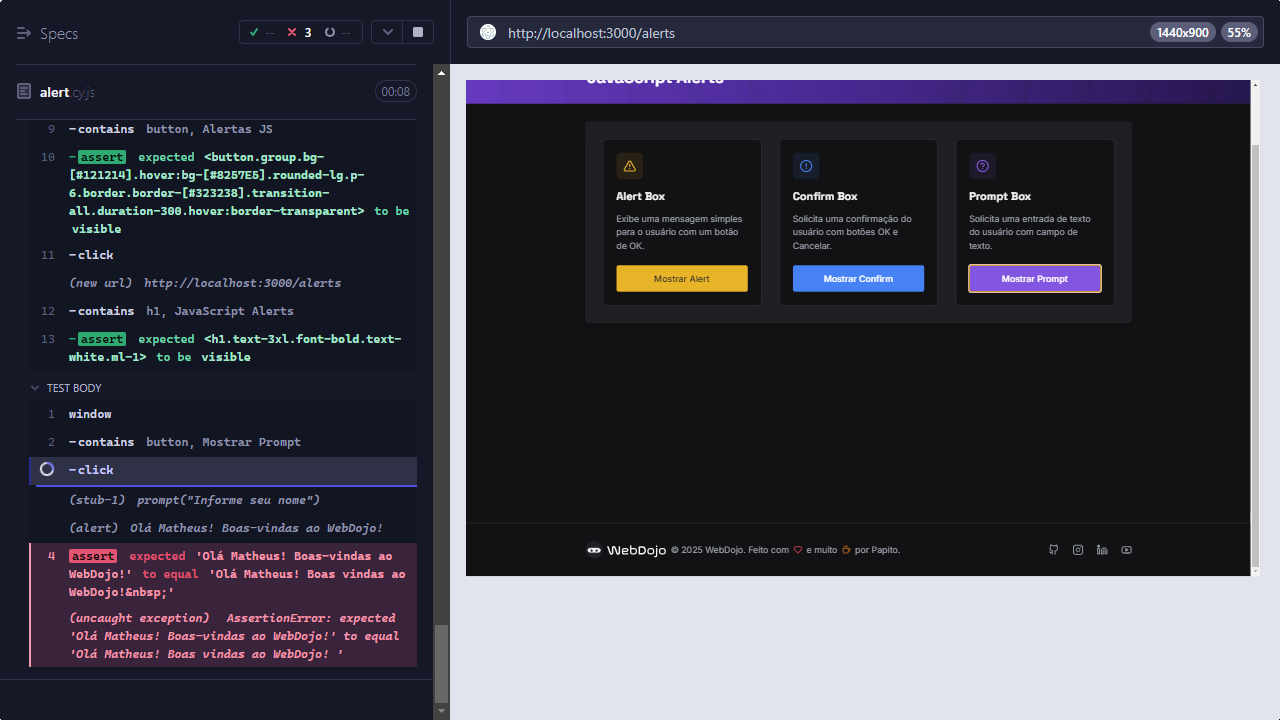 Specs
--
3
--
alert.cy.js
00:08
9 -contains button, Alertas JS
10 -assert expected <button.group.bg-
[#121214].hover:bg-[#8257E5].rounded-lg.p-
6.border.border-[#323238].transition-
all.duration-300.hover:border-transparent> to be
visible
11 -click
(new url) http://localhost:3000/alerts
12 -contains h1, JavaScript Alerts
13 -assert expected <h1.text-3xl.font-bold.text-
white.ml-1> to be visible
TEST BODY
1 window
2 -contains button, Mostrar Prompt
-click
(stub-1) prompt("Informe seu nome")
(alert) Olá Matheus! Boas-vindas ao WebDojo!
4 assert expected 'Olá Matheus! Boas-vindas ao
WebDojo!' to equal 'Olá Matheus! Boas vindas ao
WebDojo!&nbsp;'
(uncaught exception) AssertionError: expected
'Olá Matheus! Boas-vindas ao WebDojo!' to equal
'Olá Matheus! Boas vindas ao WebDojo! '
http://localhost:3000/alerts
1440x900
55%
JavaScript Alerts
Alert Box
Exibe uma mensagem simples
para o usuário com um botão
de OK.
Mostrar Alert
Confirm Box
Solicita uma confirmação do
usuário com botões OK e
Cancelar.
Mostrar Confirm
Prompt Box
Solicita uma entrada de texto
do usuário com campo de
texto.
Mostrar Prompt
WebDojo © 2025 WebDojo. Feito com e muito por Papito.